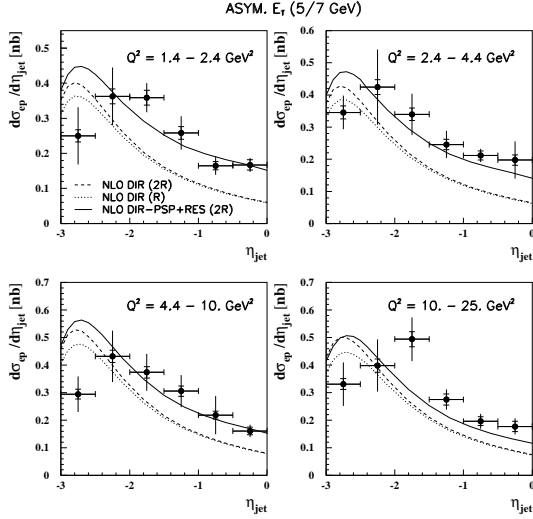 ASYM. E_T (5/7 GeV)
dσ_ep/dη_jet [nb]
Q² = 1.4 – 2.4 GeV²
0.5
0.4
0.3
0.2
0.1
0
NLO DIR (2R)
NLO DIR (R)
NLO DIR–PSP+RES (2R)
-3 -2 -1 0
η_jet
dσ_ep/dη_jet [nb]
Q² = 2.4 – 4.4 GeV²
0.6
0.5
0.4
0.3
0.2
0.1
0
-3 -2 -1 0
η_jet
dσ_ep/dη_jet [nb]
Q² = 4.4 – 10. GeV²
0.7
0.6
0.5
0.4
0.3
0.2
0.1
0
-3 -2 -1 0
η_jet
dσ_ep/dη_jet [nb]
Q² = 10. – 25. GeV²
0.6
0.5
0.4
0.3
0.2
0.1
0
-3 -2 -1 0
η_jet